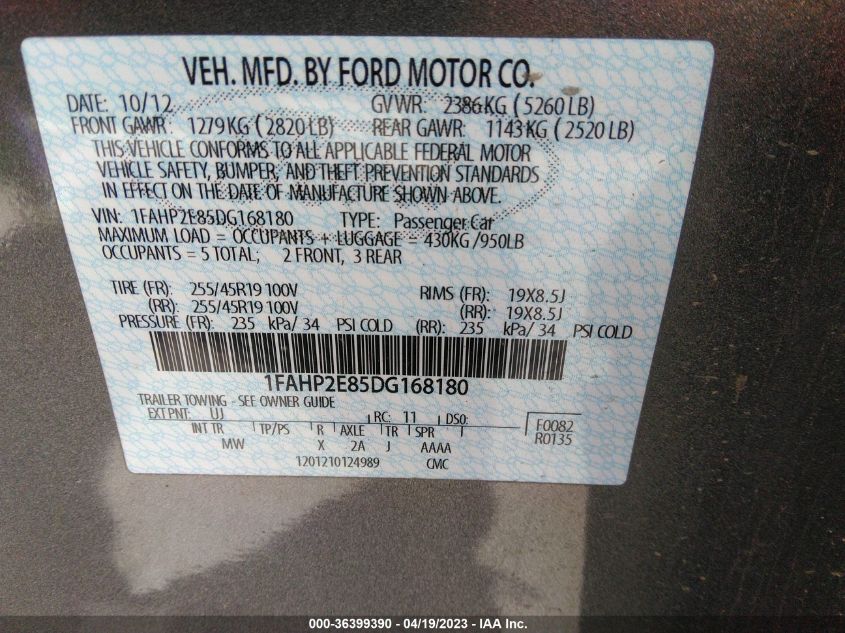 VEH. MFD. BY FORD MOTOR CO.
DATE: 10/12 GVWR: 2386KG (5260LB)
FRONT GAWR: 1279KG (2820LB) REAR GAWR: 1143KG (2520LB)
THIS VEHICLE CONFORMS TO ALL APPLICABLE FEDERAL MOTOR
VEHICLE SAFETY, BUMPER, AND THEFT PREVENTION STANDARDS
IN EFFECT ON THE DATE OF MANUFACTURE SHOWN ABOVE.
VIN: 1FAHP2E85DG168180 TYPE: Passenger Car
MAXIMUM LOAD = OCCUPANTS + LUGGAGE = 430KG /950LB
OCCUPANTS = 5 TOTAL; 2 FRONT, 3 REAR
TIRE (FR): 255/45R19 100V RIMS (FR): 19X8.5J
(RR): 255/45R19 100V (RR): 19X8.5J
PRESSURE (FR): 235 kPa/ 34 PSI COLD (RR): 235 kPa/ 34 PSI COLD
1FAHP2E85DG168180
TRAILER TOWING - SEE OWNER GUIDE
EXT PNT: UJ RC: 11 DSO: F0082
INT TR TP/PS R AXLE TR SPR R0135
MW X 2A J AAAA
1201210124989 CMC
000-36399390 - 04/19/2023 - IAA Inc.